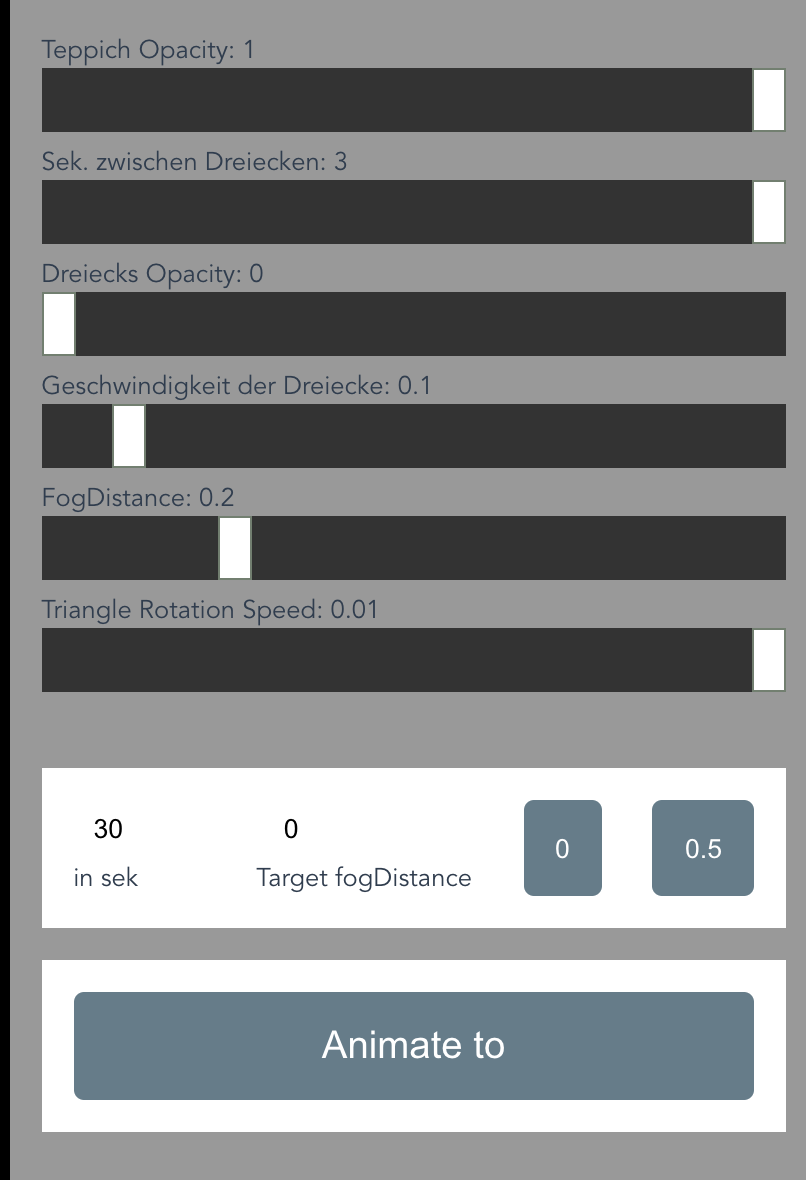 Teppich Opacity: 1
Sek. zwischen Dreiecken: 3
Dreiecks Opacity: 0
Geschwindigkeit der Dreiecke: 0.1
FogDistance: 0.2
Triangle Rotation Speed: 0.01
30 0 0 0.5
in sek Target fogDistance
Animate to